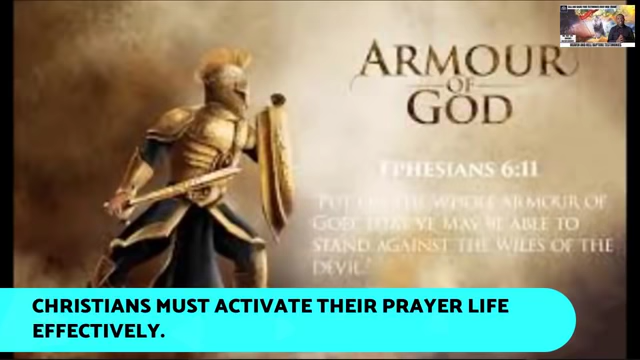 ARMOUR
OF
GOD
EPHESIANS 6:11
"PUT ON THE WHOLE ARMOUR OF
GOD, THAT YE MAY BE ABLE TO
STAND AGAINST THE WILES OF THE
DEVIL."
CHRISTIANS MUST ACTIVATE THEIR PRAYER LIFE
EFFECTIVELY.